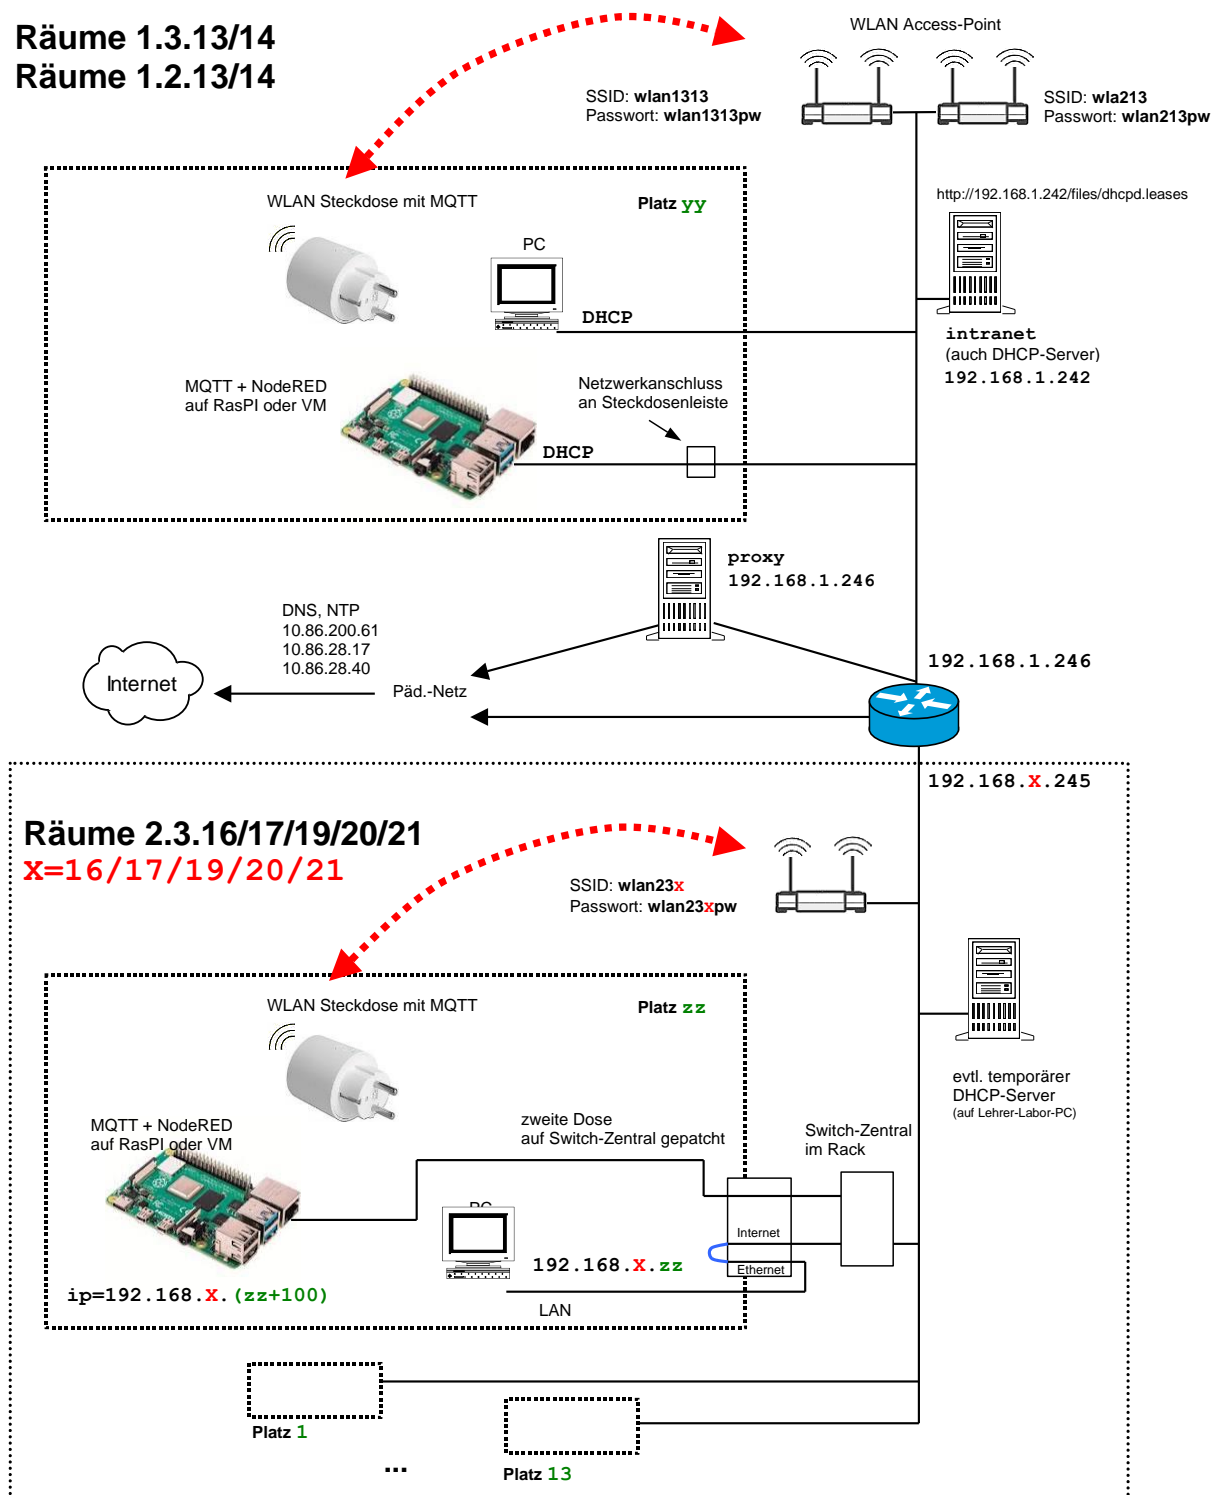 Räume 1.3.13/14
Räume 1.2.13/14
WLAN Access-Point
SSID: wlan1313
Passwort: wlan1313pw
SSID: wla213
Passwort: wlan213pw
WLAN Steckdose mit MQTT
Platz yy
http://192.168.1.242/files/dhcpd.leases
PC
DHCP
intranet
(auch DHCP-Server)
192.168.1.242
MQTT + NodeRED
auf RasPI oder VM
Netzwerkanschluss
an Steckdosenleiste
DHCP
proxy
192.168.1.246
DNS, NTP
10.86.200.61
10.86.28.17
10.86.28.40
Internet
Päd.-Netz
192.168.1.246
192.168.X.245
Räume 2.3.16/17/19/20/21
X=16/17/19/20/21
SSID: wlan23x
Passwort: wlan23xpw
WLAN Steckdose mit MQTT
Platz zz
evtl. temporärer
DHCP-Server
(auf Lehrer-Labor-PC)
MQTT + NodeRED
auf RasPI oder VM
zweite Dose
auf Switch-Zentral gepatcht
Switch-Zentral
im Rack
PC
Internet
Ethernet
192.168.X.zz
ip=192.168.X.(zz+100)
LAN
Platz 1
...
Platz 13